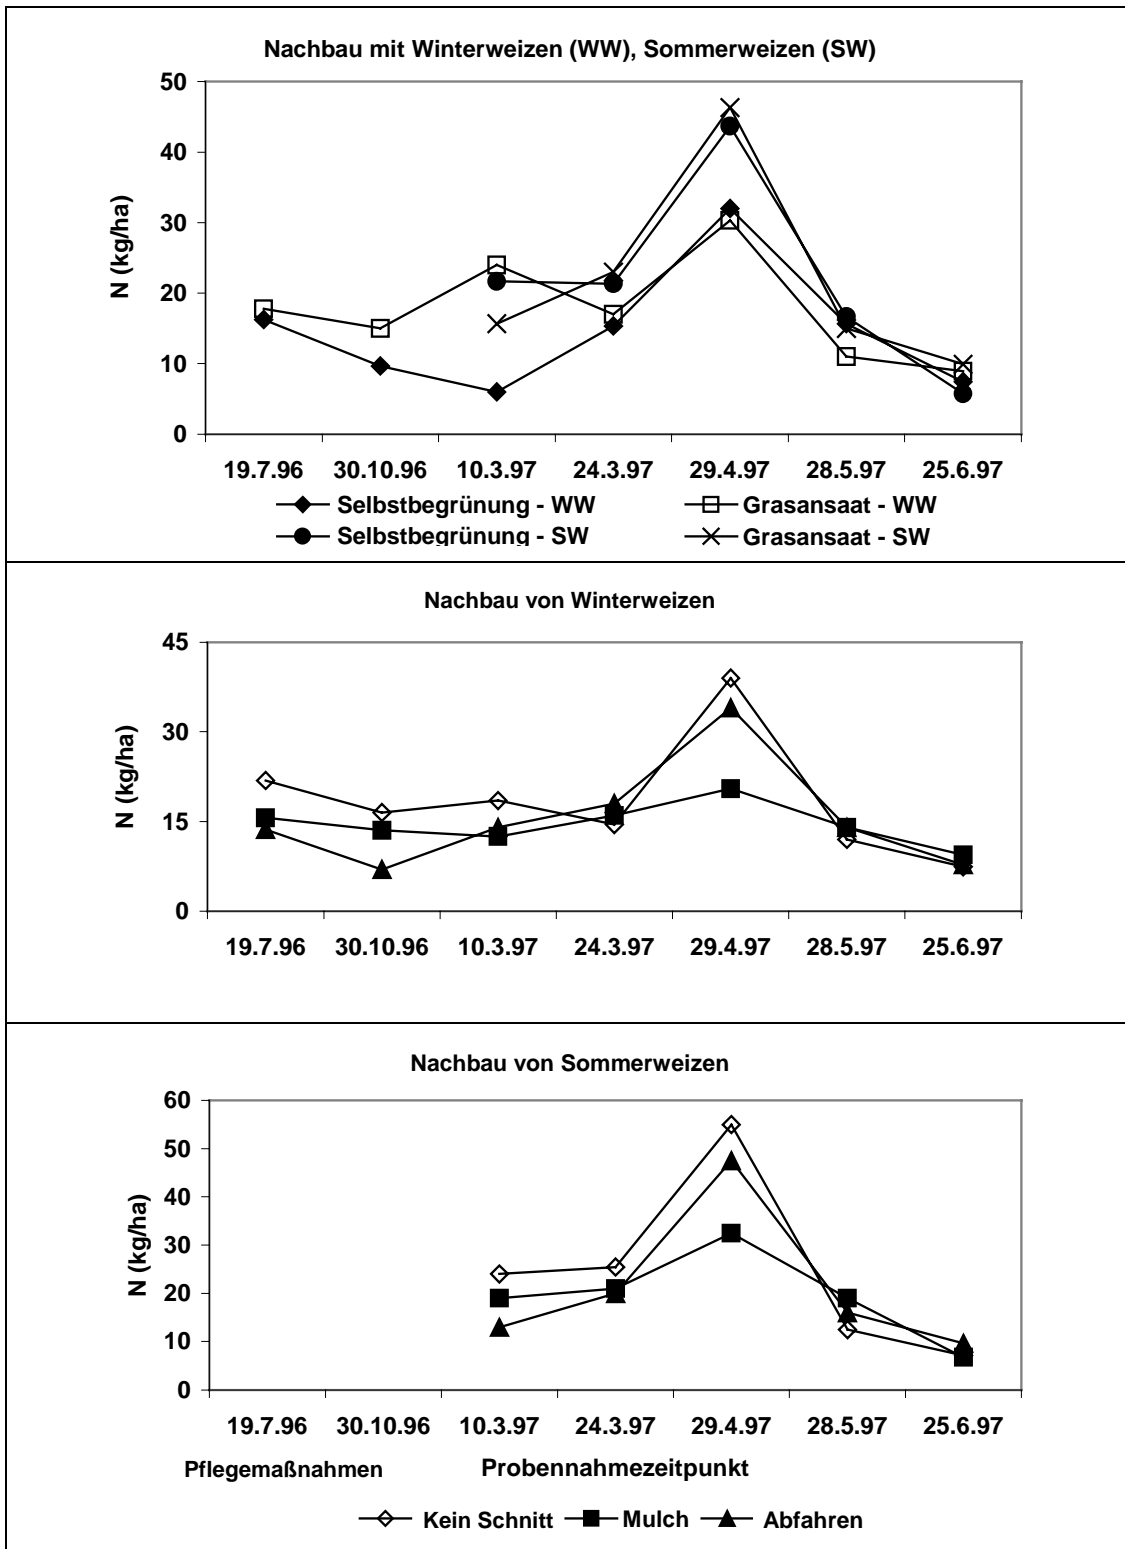 Nachbau mit Winterweizen (WW), Sommerweizen (SW)
N (kg/ha)
50
40
30
20
10
0
19.7.96 30.10.96 10.3.97 24.3.97 29.4.97 28.5.97 25.6.97
Selbstbegrünung - WW Grasansaat - WW
Selbstbegrünung - SW Grasansaat - SW
Nachbau von Winterweizen
N (kg/ha)
45
30
15
0
19.7.96 30.10.96 10.3.97 24.3.97 29.4.97 28.5.97 25.6.97
Nachbau von Sommerweizen
N (kg/ha)
60
50
40
30
20
10
0
19.7.96 30.10.96 10.3.97 24.3.97 29.4.97 28.5.97 25.6.97
Pflegemaßnahmen Probennahmezeitpunkt
Kein Schnitt Mulch Abfahren